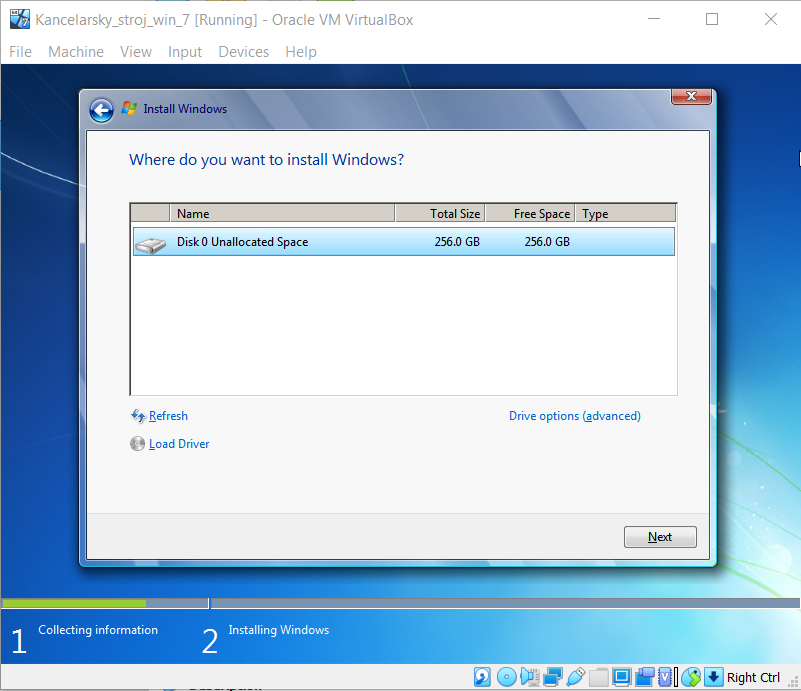 Kancelarsky_stroj_win_7 [Running] - Oracle VM VirtualBox
File Machine View Input Devices Help
Install Windows
Where do you want to install Windows?
Name Total Size Free Space Type
Disk 0 Unallocated Space 256.0 GB 256.0 GB
Refresh Drive options (advanced)
Load Driver
Next
1 Collecting information 2 Installing Windows
Right Ctrl